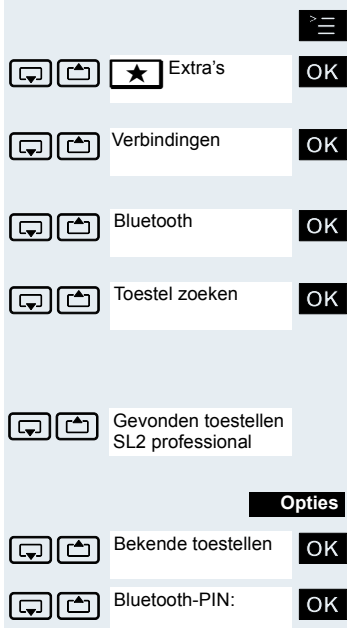 Extra's OK
Verbindingen OK
Bluetooth OK
Toestel zoeken OK
Gevonden toestellen
SL2 professional
Opties
Bekende toestellen OK
Bluetooth-PIN: OK